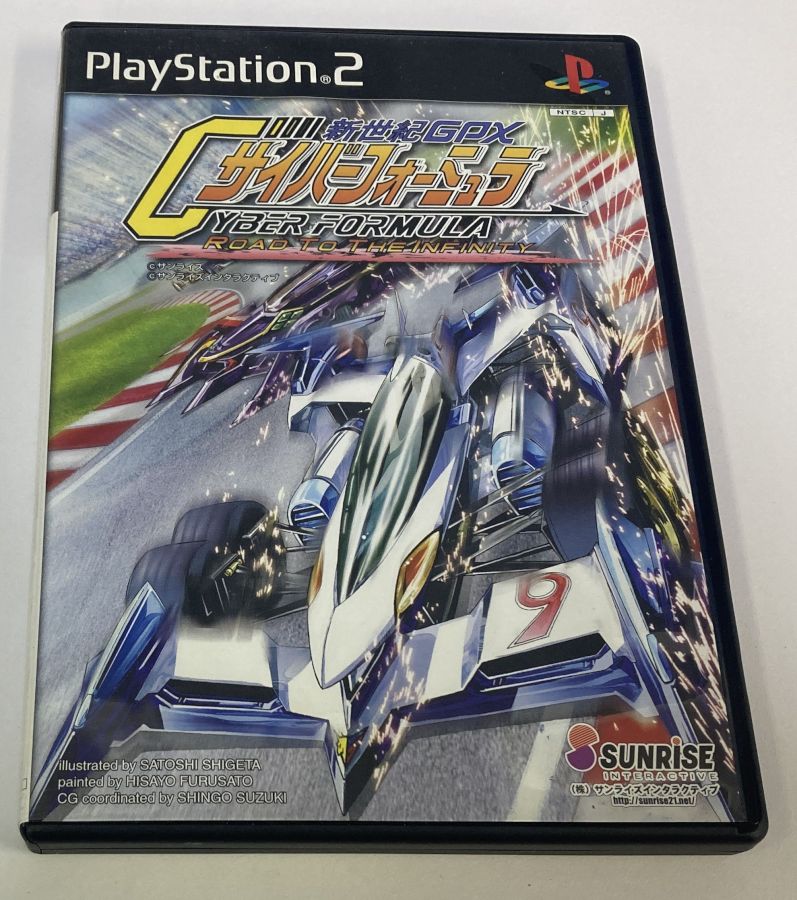 PlayStation®2
NTSC J
新世紀GPX
サイバーフォーミュラ
CYBER FORMULA
ROAD TO THE INFINITY
©サンライズ
©サンライズインタラクティブ
9
illustrated by SATOSHI SHIGETA
painted by HISAYO FURUSATO
CG coordinated by SHINGO SUZUKI
SUNRISE
INTERACTIVE
(株) サンライズインタラクティブ
http://sunrise21.net/